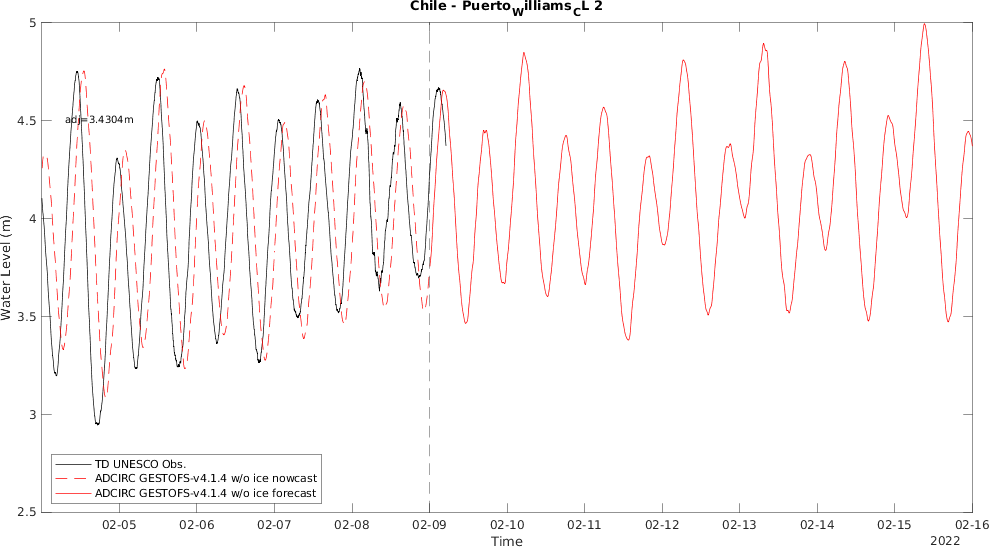 Chile - PuertoWilliamsCL 2
5
4.5
4
3.5
3
2.5
Water Level (m)
adj=3.4304m
TD UNESCO Obs.
ADCIRC GESTOFS-v4.1.4 w/o ice nowcast
ADCIRC GESTOFS-v4.1.4 w/o ice forecast
02-05 02-06 02-07 02-08 02-09 02-10 02-11 02-12 02-13 02-14 02-15 02-16
Time
2022